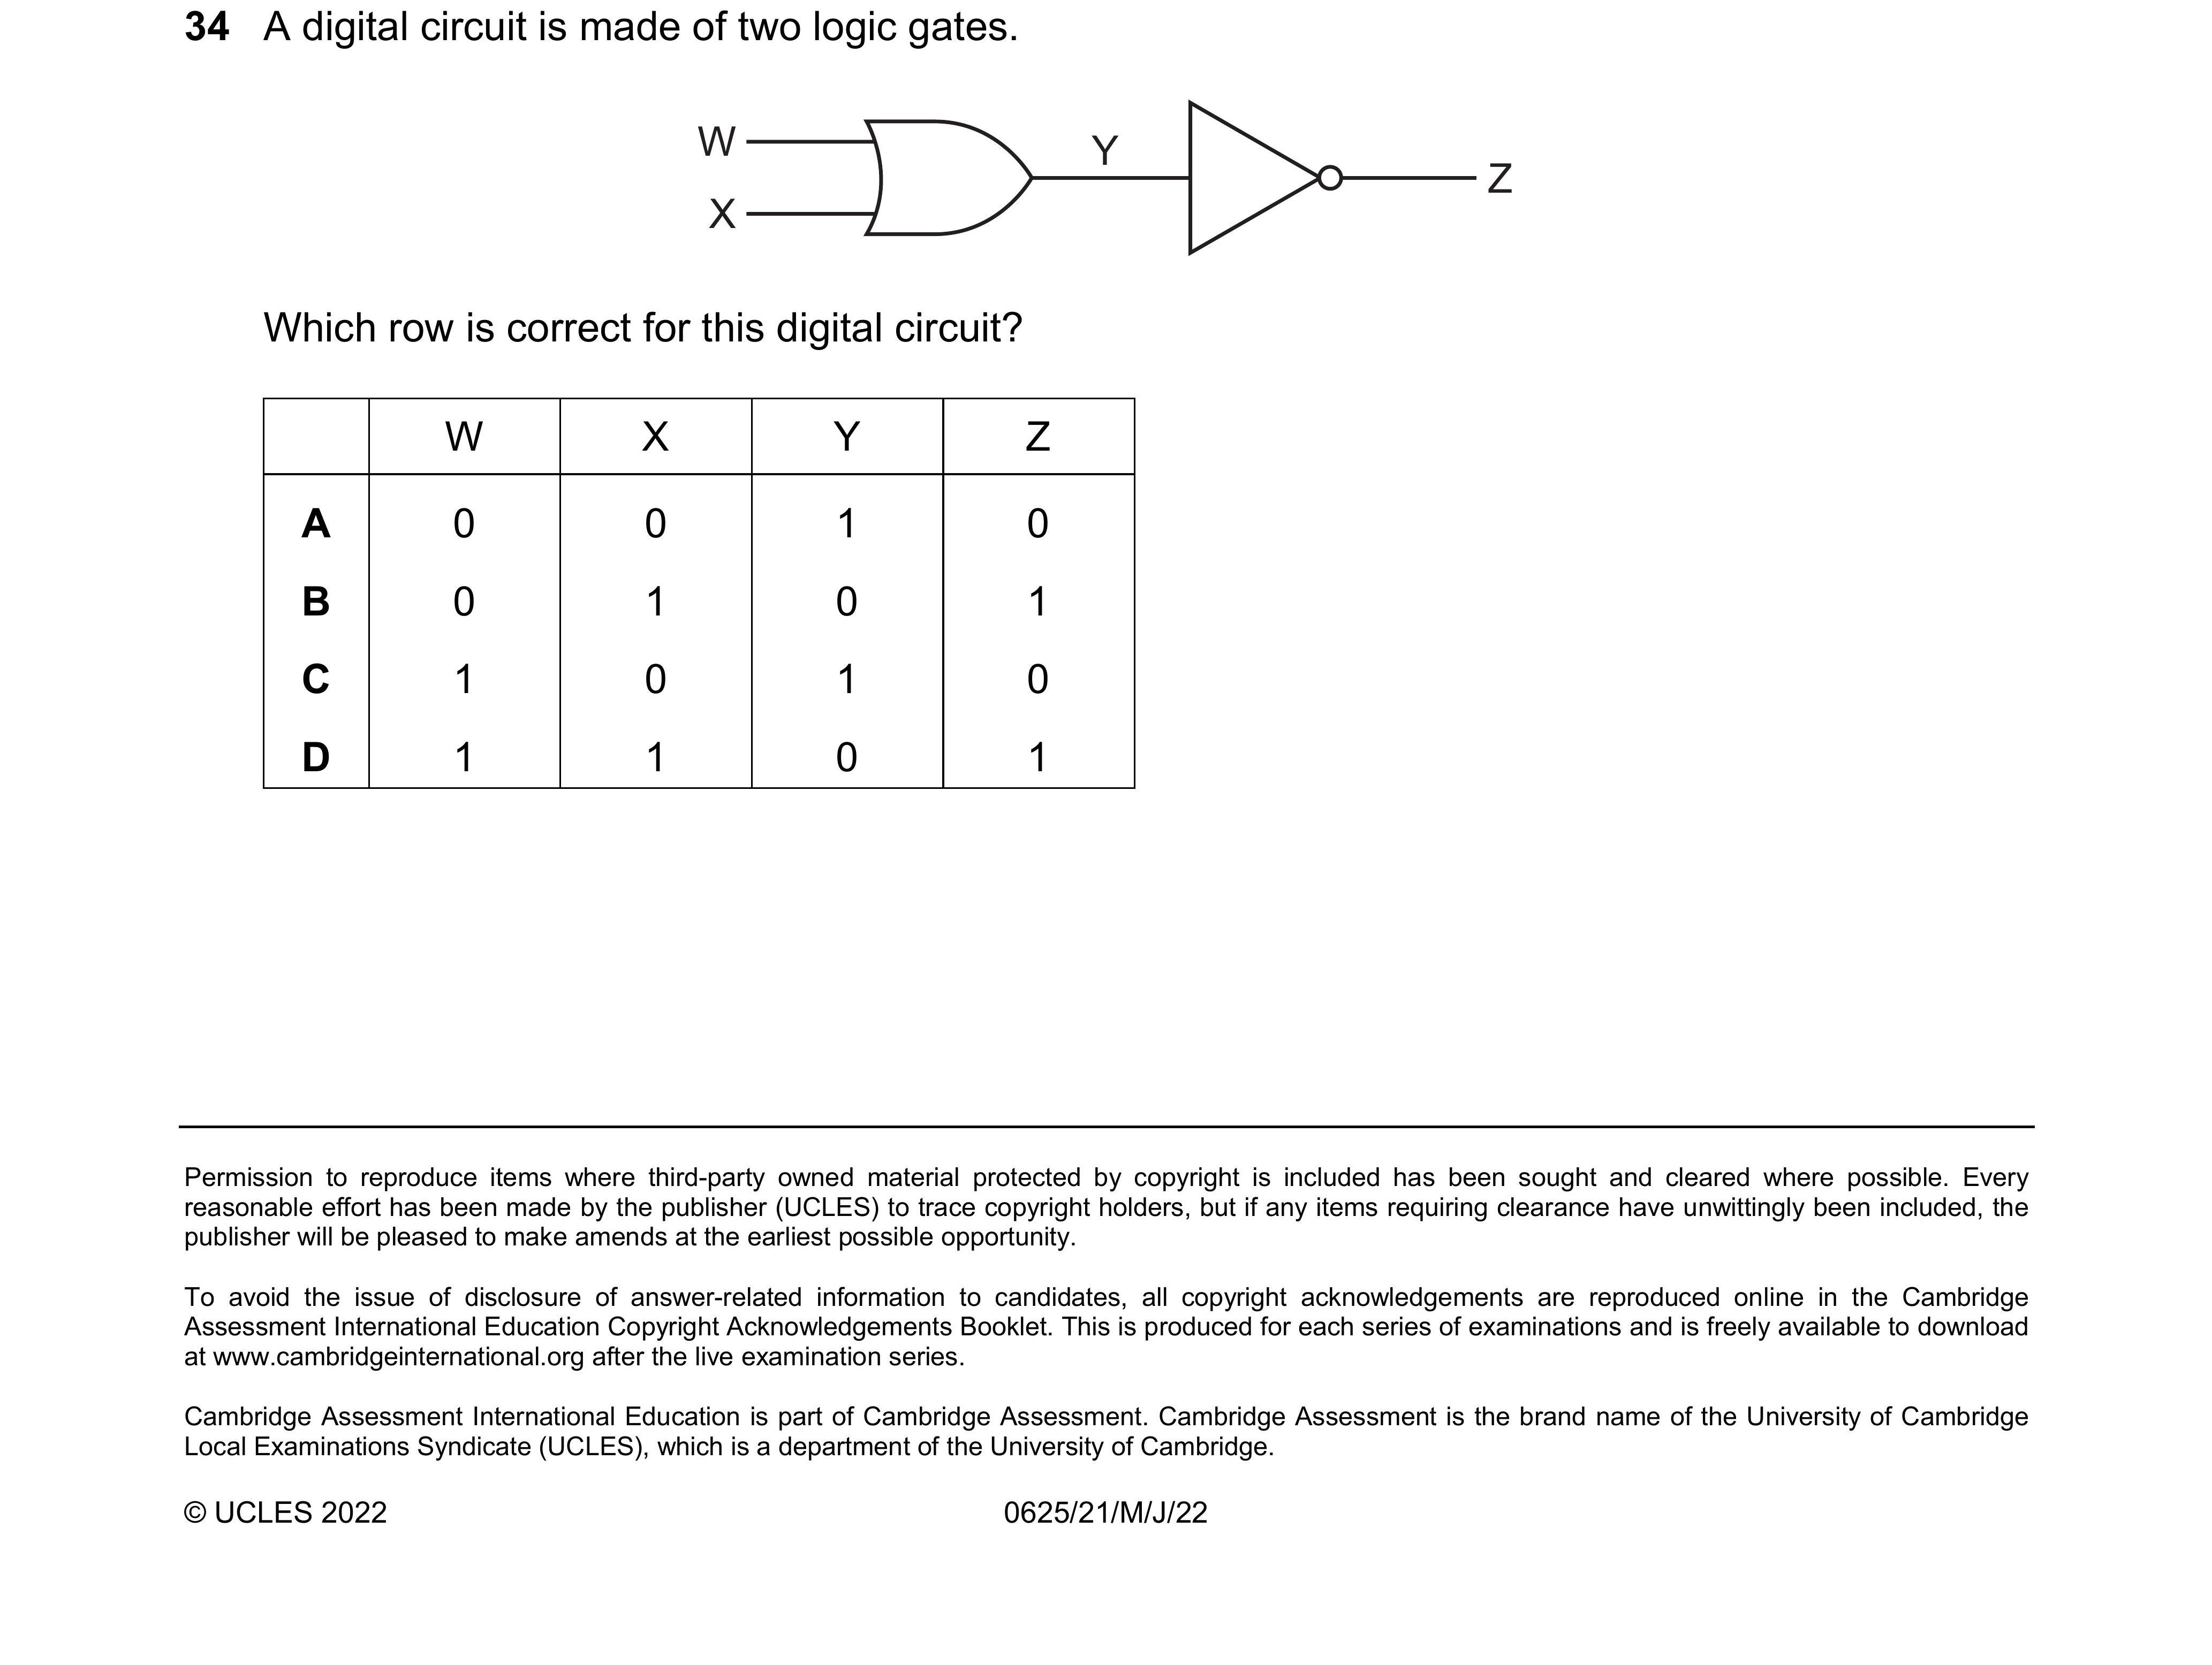 34 A digital circuit is made of two logic gates.
W
X
Y
Z
Which row is correct for this digital circuit?
W X Y Z
A 0 0 1 0
B 0 1 0 1
C 1 0 1 0
D 1 1 0 1
Permission to reproduce items where third-party owned material protected by copyright is included has been sought and cleared where possible. Every
reasonable effort has been made by the publisher (UCLES) to trace copyright holders, but if any items requiring clearance have unwittingly been included, the
publisher will be pleased to make amends at the earliest possible opportunity.
To avoid the issue of disclosure of answer-related information to candidates, all copyright acknowledgements are reproduced online in the Cambridge
Assessment International Education Copyright Acknowledgements Booklet. This is produced for each series of examinations and is freely available to download
at www.cambridgeinternational.org after the live examination series.
Cambridge Assessment International Education is part of Cambridge Assessment. Cambridge Assessment is the brand name of the University of Cambridge
Local Examinations Syndicate (UCLES), which is a department of the University of Cambridge.
© UCLES 2022 0625/21/M/J/22